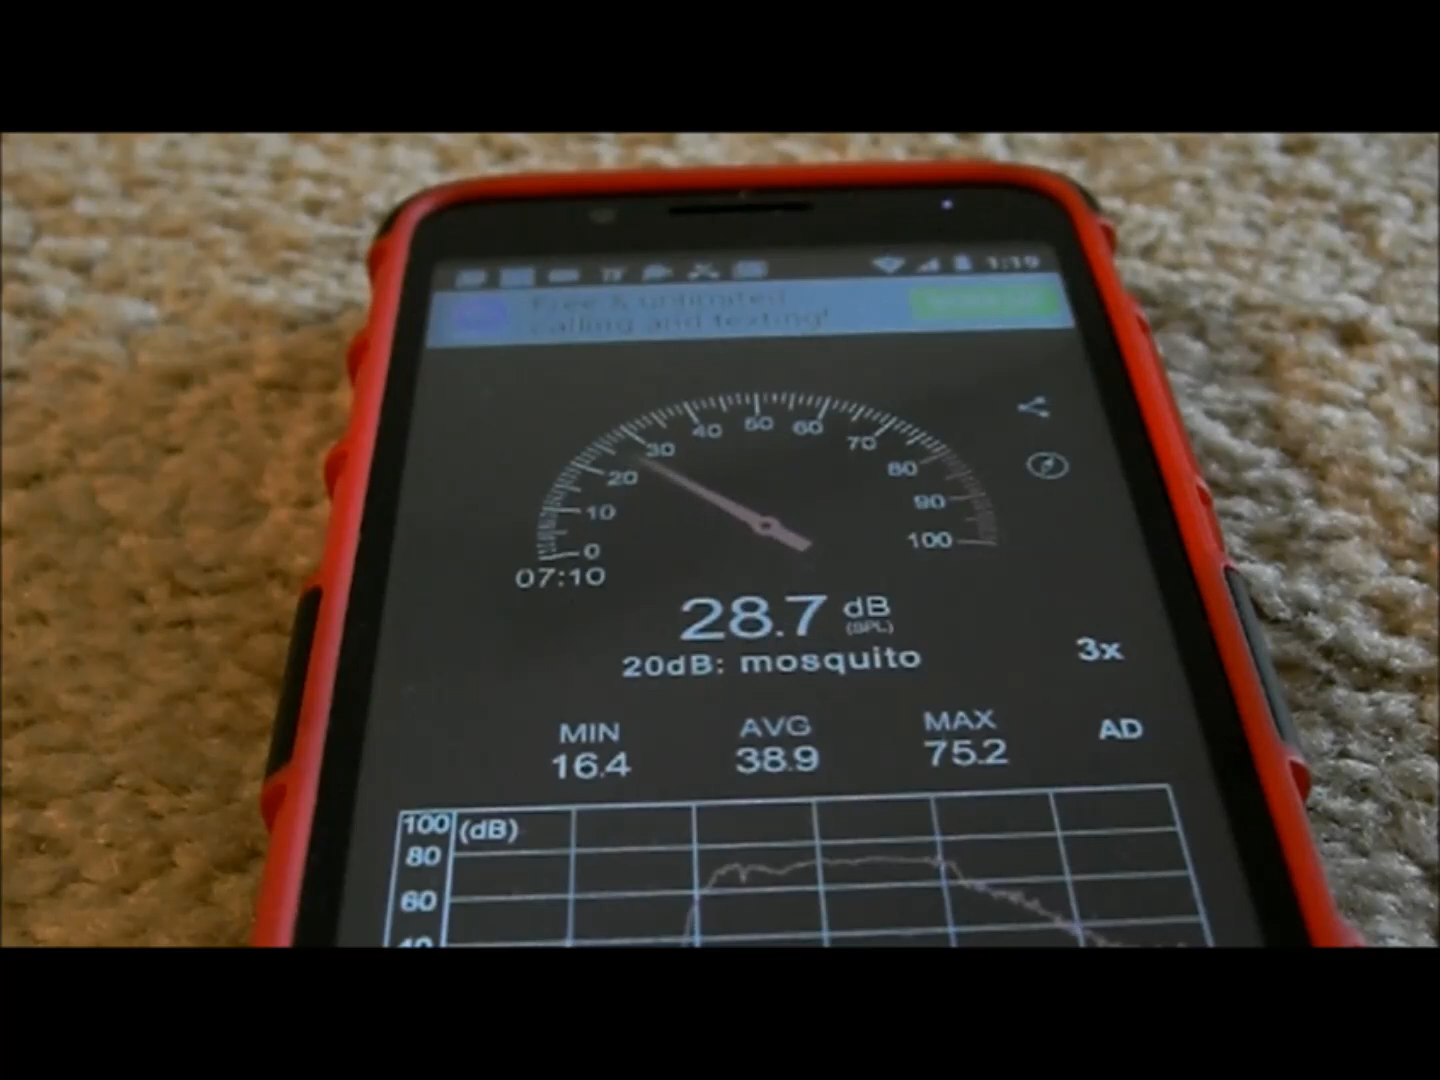 1:19
Free & unlimited
calling and texting!
0 10 20 30 40 50 60 70 80 90 100
07:10
28.7 dB
(SPL)
20dB: mosquito
3x
MIN AVG MAX
16.4 38.9 75.2
AD
100 (dB)
80
60